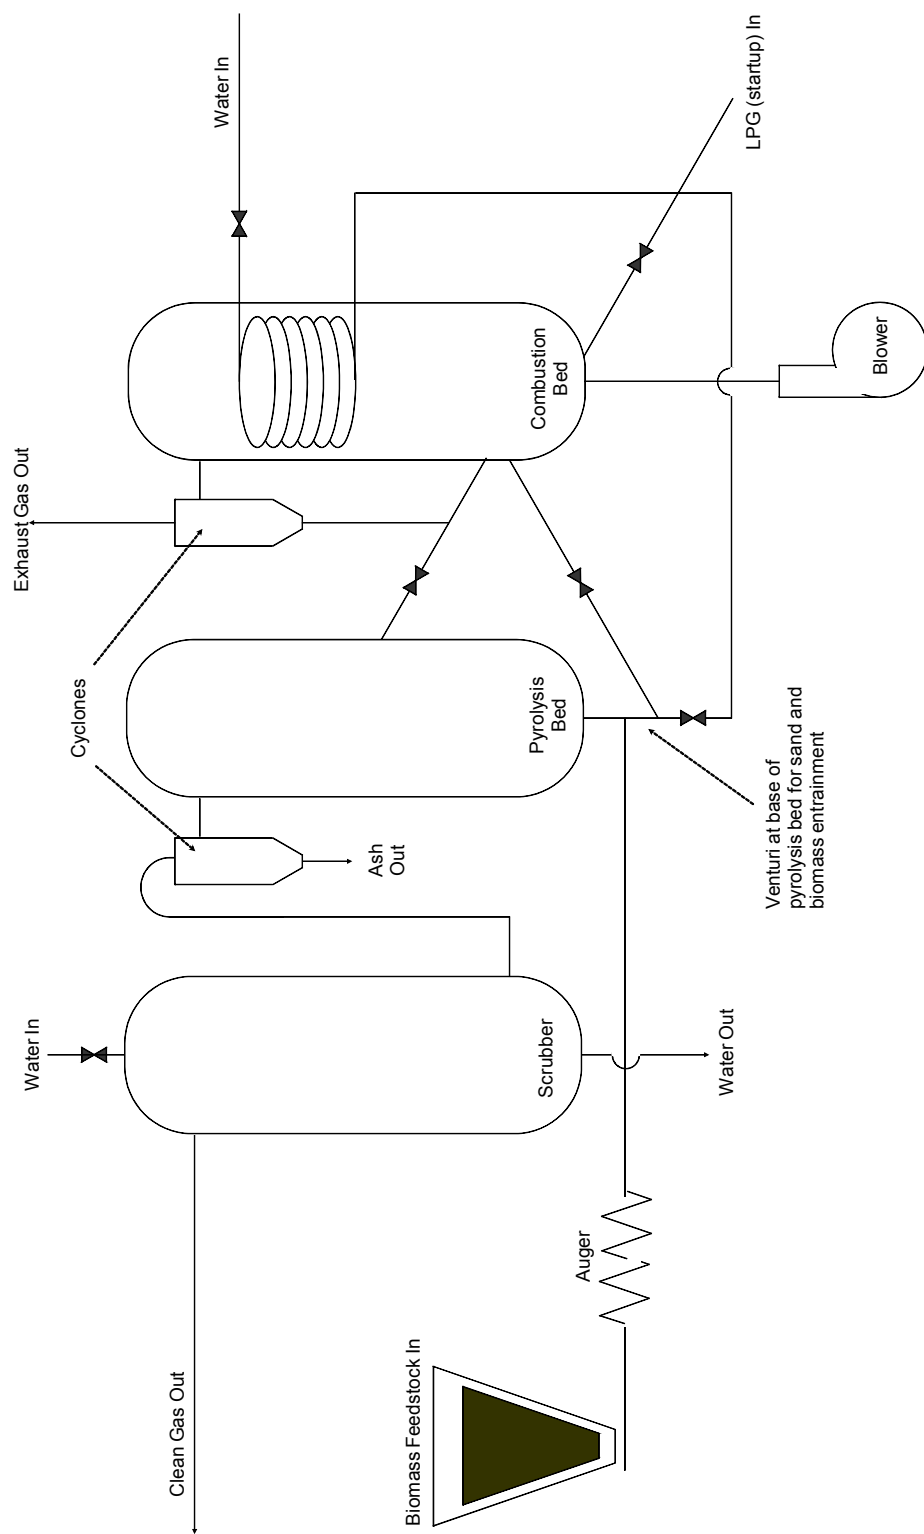 Water In
LPG (startup) In
Combustion
Bed
Blower
Exhaust Gas Out
Cyclones
Pyrolysis
Bed
Ash
Out
Venturi at base of
pyrolysis bed for sand and
biomass entrainment
Water In
Scrubber
Water Out
Auger
Clean Gas Out
Biomass Feedstock In